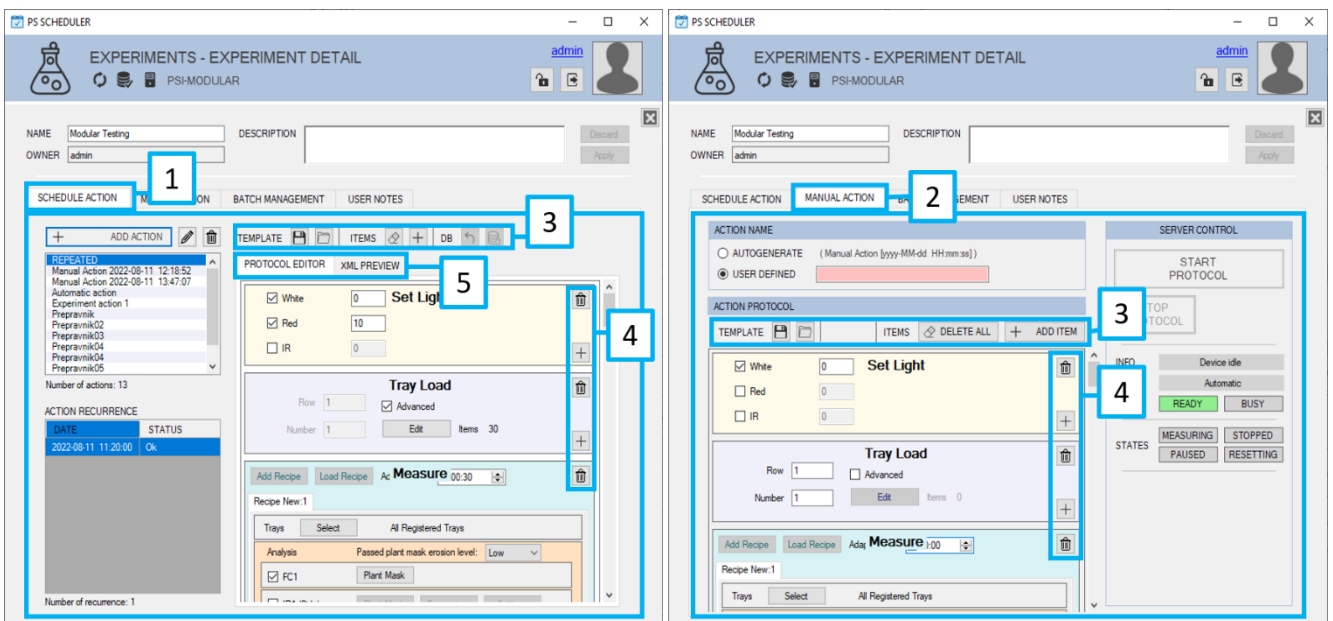 PS SCHEDULER
EXPERIMENTS - EXPERIMENT DETAIL
admin
PSI-MODULAR
NAME Modular Testing DESCRIPTION Discard
OWNER admin Apply
1
SCHEDULE ACTION BATCH MANAGEMENT USER NOTES
3
+ ADD ACTION
TEMPLATE ITEMS + DB
PROTOCOL EDITOR XML PREVIEW
5
REPEATED
Manual Action 2022-08-11 12:18:52
Manual Action 2022-08-11 13:47:07
Automatic action
Experiment action 1
Prepravnik
Prepravnik02
Prepravnik03
Prepravnik04
Prepravnik04
Prepravnik05
Number of actions: 13
ACTION RECURRENCE
DATE STATUS
2022-08-11 11:20:00 Ok
Number of recurrence: 1
White 0 Set Light
Red 10
IR 0
4
Tray Load
Row 1 Advanced
Number 1 Edit Items 30
Add Recipe Load Recipe Measure 00:30
Recipe New:1
Trays Select All Registered Trays
Analysis Passed plant mask erosion level: Low
FC1 Plant Mask
PS SCHEDULER
EXPERIMENTS - EXPERIMENT DETAIL
admin
PSI-MODULAR
NAME Modular Testing DESCRIPTION Discard
OWNER admin Apply
2
SCHEDULE ACTION MANUAL ACTION USER NOTES
ACTION NAME
AUTOGENERATE ( Manual Action [yyyy-MM-dd HH:mm:ss] )
USER DEFINED
ACTION PROTOCOL
3
TEMPLATE ITEMS DELETE ALL + ADD ITEM
White 0 Set Light
Red 0
IR 0
4
Tray Load
Row 1 Advanced
Number 1 Edit Items 0
Add Recipe Load Recipe Measure
Recipe New:1
Trays Select All Registered Trays
SERVER CONTROL
START
PROTOCOL
INFO Device idle
Automatic
READY BUSY
STATES MEASURING STOPPED
PAUSED RESETTING